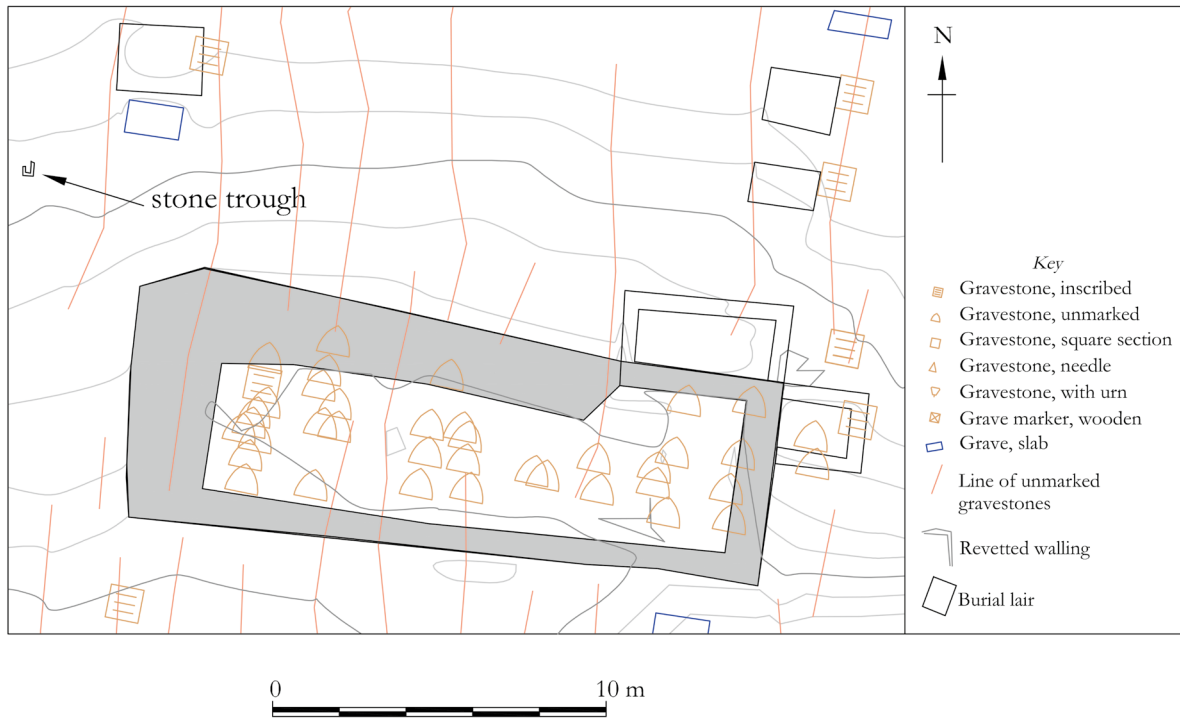 N
stone trough
Key
Gravestone, inscribed
Gravestone, unmarked
Gravestone, square section
Gravestone, needle
Gravestone, with urn
Grave marker, wooden
Grave, slab
Line of unmarked
gravestones
Revetted walling
Burial lair
0 10 m